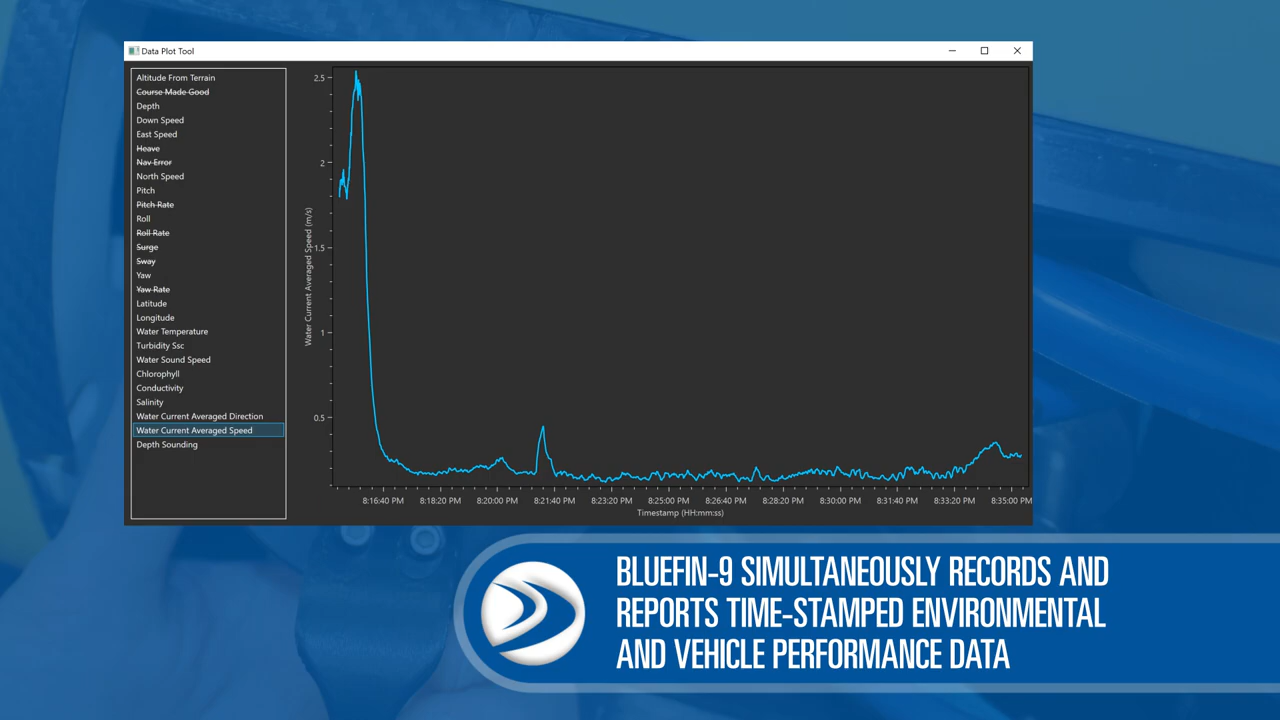 Data Plot Tool
Altitude From Terrain
Course Made Good
Depth
Down Speed
East Speed
Heave
Nav Error
North Speed
Pitch
Pitch Rate
Roll
Roll Rate
Surge
Sway
Yaw
Yaw Rate
Latitude
Longitude
Water Temperature
Turbidity Ssc
Water Sound Speed
Chlorophyll
Conductivity
Salinity
Water Current Averaged Direction
Water Current Averaged Speed
Depth Sounding
Water Current Averaged Speed (m/s)
2.5
2
1.5
1
0.5
8:16:40 PM 8:18:20 PM 8:20:00 PM 8:21:40 PM 8:23:20 PM 8:25:00 PM 8:26:40 PM 8:28:20 PM 8:30:00 PM 8:31:40 PM 8:33:20 PM 8:35:00 PM
Timestamp (HH:mm:ss)
BLUEFIN-9 SIMULTANEOUSLY RECORDS AND
REPORTS TIME-STAMPED ENVIRONMENTAL
AND VEHICLE PERFORMANCE DATA